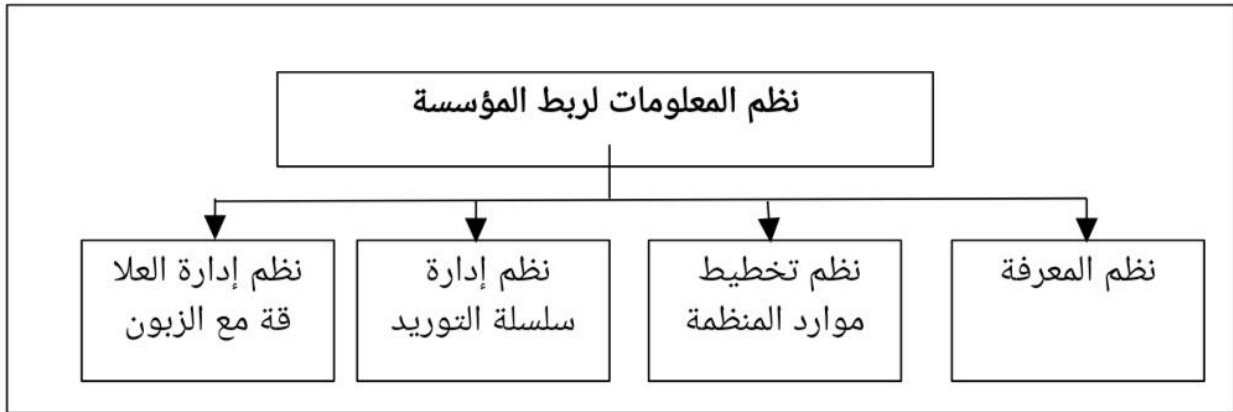 نظم المعلومات لربط المؤسسة
نظم المعرفة
نظم تخطيط
موارد المنظمة
نظم إدارة
سلسلة التوريد
نظم إدارة العلا
قة مع الزبون